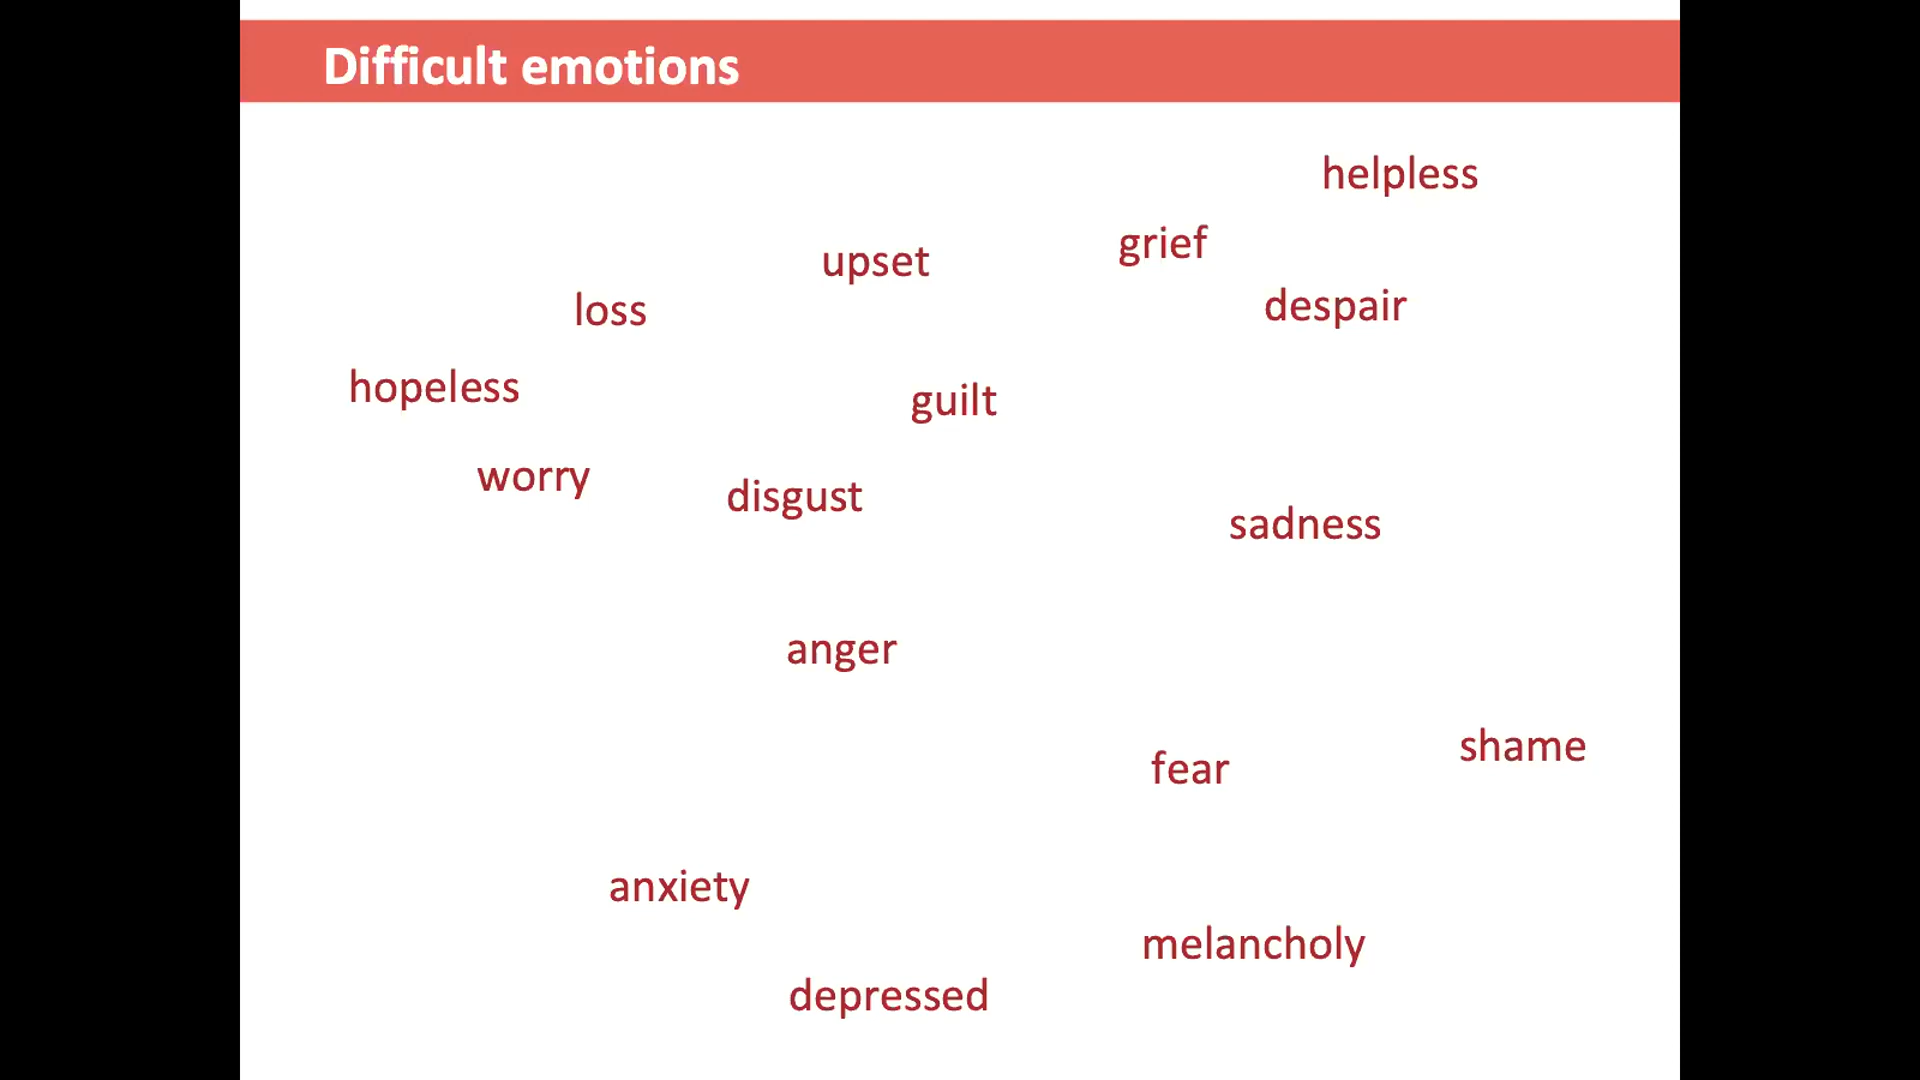 Difficult emotions
helpless
grief
upset
despair
loss
hopeless
guilt
worry
disgust
sadness
anger
shame
fear
anxiety
melancholy
depressed